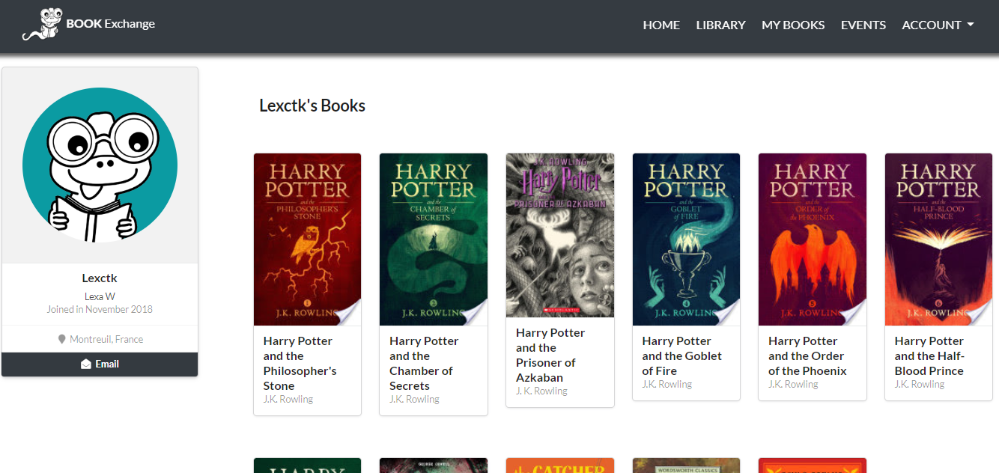 BOOK Exchange
HOME LIBRARY MY BOOKS EVENTS ACCOUNT
Lexctk
Lexa W
Joined in November 2018
Montreuil, France
Email
Lexctk's Books
HARRY
POTTER
and the
PHILOSOPHER'S
STONE
1
J.K. ROWLING
Harry Potter
and the
Philosopher's
Stone
J.K. Rowling
HARRY
POTTER
and the
CHAMBER of
SECRETS
2
J.K. ROWLING
Harry Potter
and the
Chamber of
Secrets
J.K. Rowling
J.K. ROWLING
Harry Potter
AND THE
PRISONER OF AZKABAN
SCHOLASTIC
Harry Potter
and the
Prisoner of
Azkaban
J. K. Rowling
HARRY
POTTER
and the
GOBLET
of FIRE
4
J.K. ROWLING
Harry Potter
and the Goblet
of Fire
J.K. Rowling
HARRY
POTTER
and the
ORDER of
the PHOENIX
5
J.K. ROWLING
Harry Potter
and the Order
of the Phoenix
J.K. Rowling
HARRY
POTTER
and the
HALF-BLOOD
PRINCE
6
J.K. ROWLING
Harry Potter
and the Half-
Blood Prince
J.K. Rowling
HARRY
GEORGE ORWELL
the CATCHER
WORDSWORTH CLASSICS